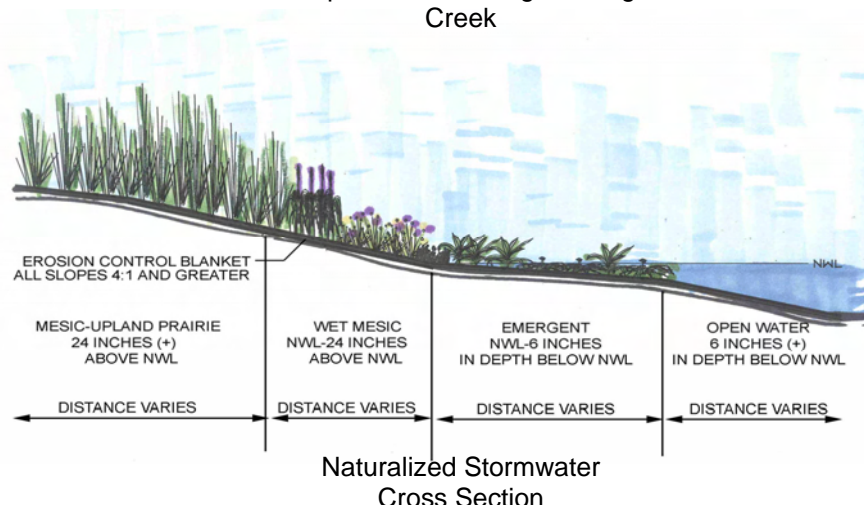 Creek
EROSION CONTROL BLANKET
ALL SLOPES 4:1 AND GREATER
NWL
MESIC-UPLAND PRAIRIE
24 INCHES (+)
ABOVE NWL
WET MESIC
NWL-24 INCHES
ABOVE NWL
EMERGENT
NWL-6 INCHES
IN DEPTH BELOW NWL
OPEN WATER
6 INCHES (+)
IN DEPTH BELOW NWL
DISTANCE VARIES
DISTANCE VARIES
DISTANCE VARIES
DISTANCE VARIES
Naturalized Stormwater
Cross Section